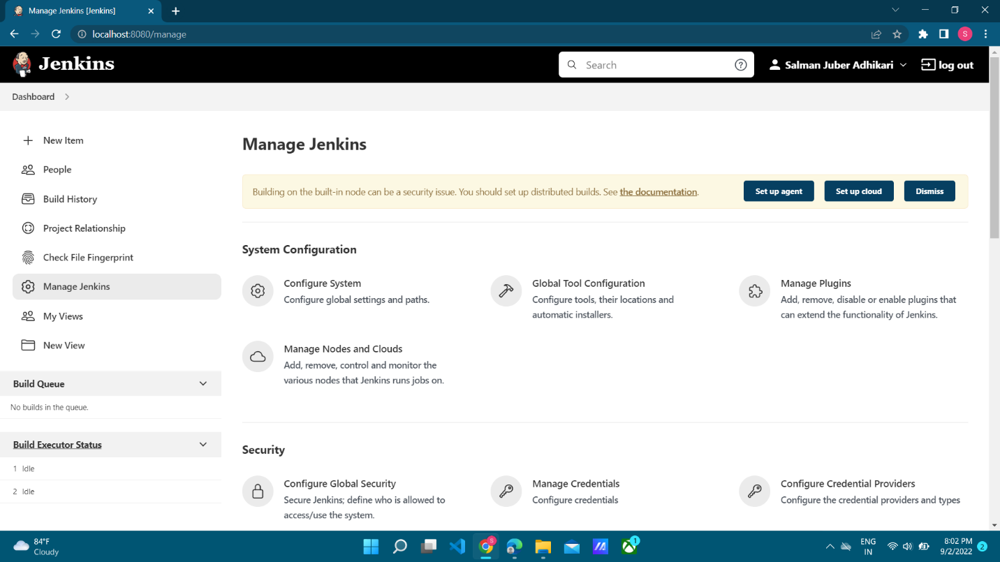 Manage Jenkins [Jenkins]
localhost:8080/manage
S
Jenkins
Search
?
Salman Juber Adhikari
log out
Dashboard
New Item
People
Build History
Project Relationship
Check File Fingerprint
Manage Jenkins
My Views
New View
Build Queue
No builds in the queue.
Build Executor Status
1 Idle
2 Idle
Manage Jenkins
Building on the built-in node can be a security issue. You should set up distributed builds. See the documentation.
Set up agent
Set up cloud
Dismiss
System Configuration
Configure System
Configure global settings and paths.
Global Tool Configuration
Configure tools, their locations and
automatic installers.
Manage Plugins
Add, remove, disable or enable plugins that
can extend the functionality of Jenkins.
Manage Nodes and Clouds
Add, remove, control and monitor the
various nodes that Jenkins runs jobs on.
Security
Configure Global Security
Secure Jenkins; define who is allowed to
access/use the system.
Manage Credentials
Configure credentials
Configure Credential Providers
Configure the credential providers and types
84°F
Cloudy
S
1
ENG
IN
8:02 PM
9/2/2022
2